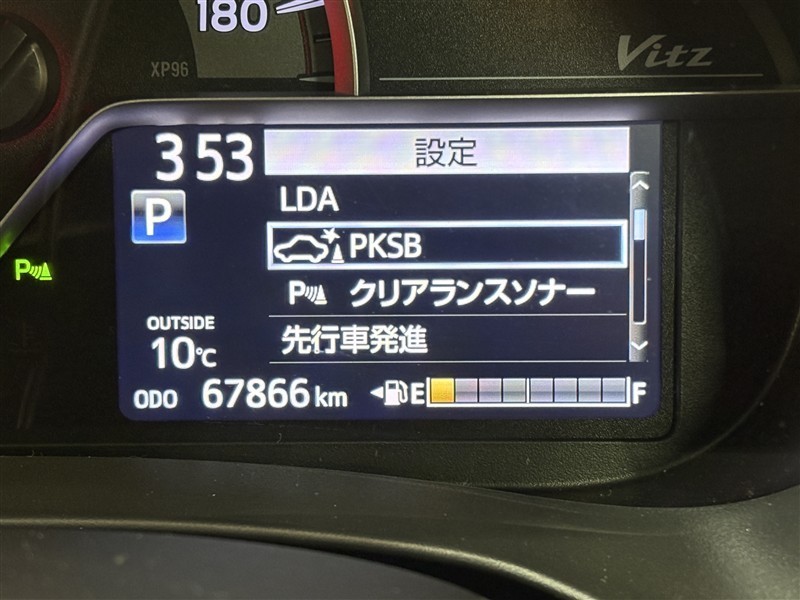 180
XP96
Vitz
3 53
設定
LDA
P
PKSB
P
P クリアランスソナー
OUTSIDE
先行車発進
10℃
ODO 67866 km
E F